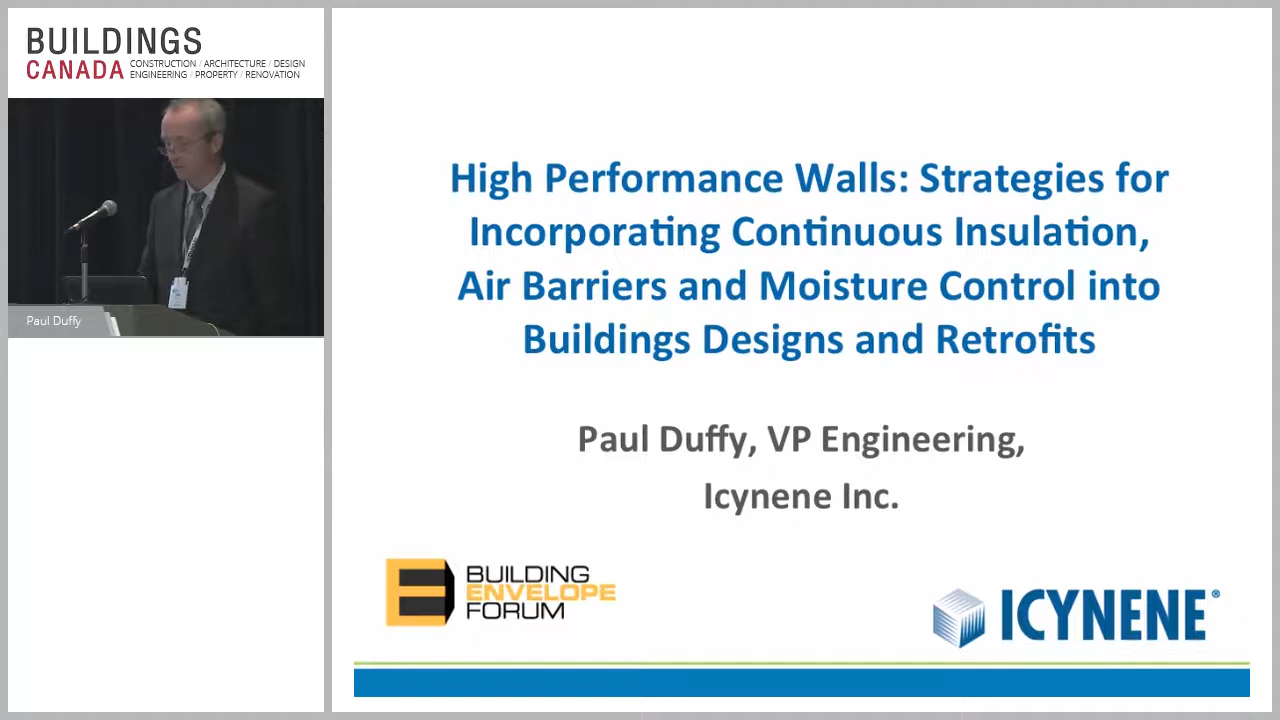 BUILDINGS
CANADA
CONSTRUCTION / ARCHITECTURE / DESIGN
ENGINEERING / PROPERTY / RENOVATION
Paul Duffy
High Performance Walls: Strategies for
Incorporating Continuous Insulation,
Air Barriers and Moisture Control into
Buildings Designs and Retrofits
Paul Duffy, VP Engineering,
Icynene Inc.
BUILDING
ENVELOPE
FORUM
ICYNENE®